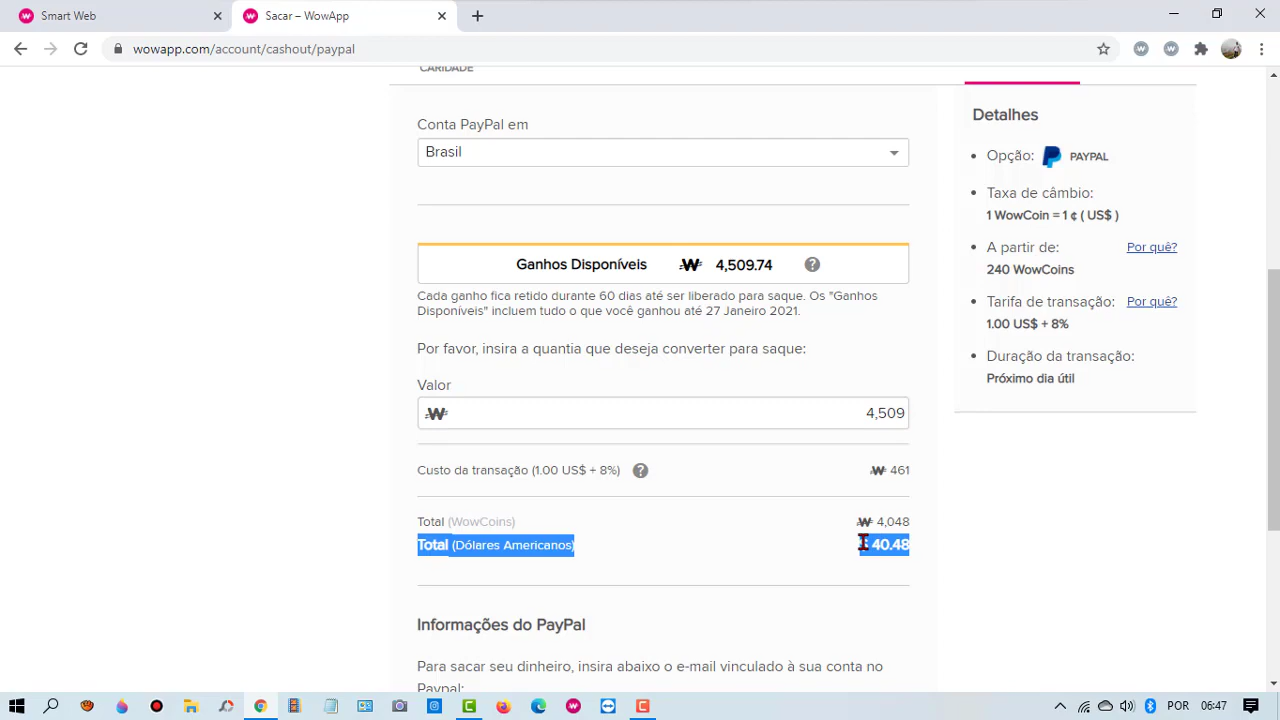 Smart Web
Sacar – WowApp
wowapp.com/account/cashout/paypal
CARIDADE
Conta PayPal em
Brasil
Ganhos Disponíveis 4,509.74 ?
Cada ganho fica retido durante 60 dias até ser liberado para saque. Os "Ganhos
Disponíveis" incluem tudo o que você ganhou até 27 Janeiro 2021.
Por favor, insira a quantia que deseja converter para saque:
Valor
4,509
Custo da transação (1.00 US$ + 8%) ? 461
Total (WowCoins) 4,048
Total (Dólares Americanos) 40.48
Informações do PayPal
Para sacar seu dinheiro, insira abaixo o e-mail vinculado à sua conta no
Paypal:
Detalhes
Opção: PAYPAL
Taxa de câmbio:
1 WowCoin = 1 ¢ ( US$ )
A partir de: Por quê?
240 WowCoins
Tarifa de transação: Por quê?
1.00 US$ + 8%
Duração da transação:
Próximo dia útil
POR 06:47